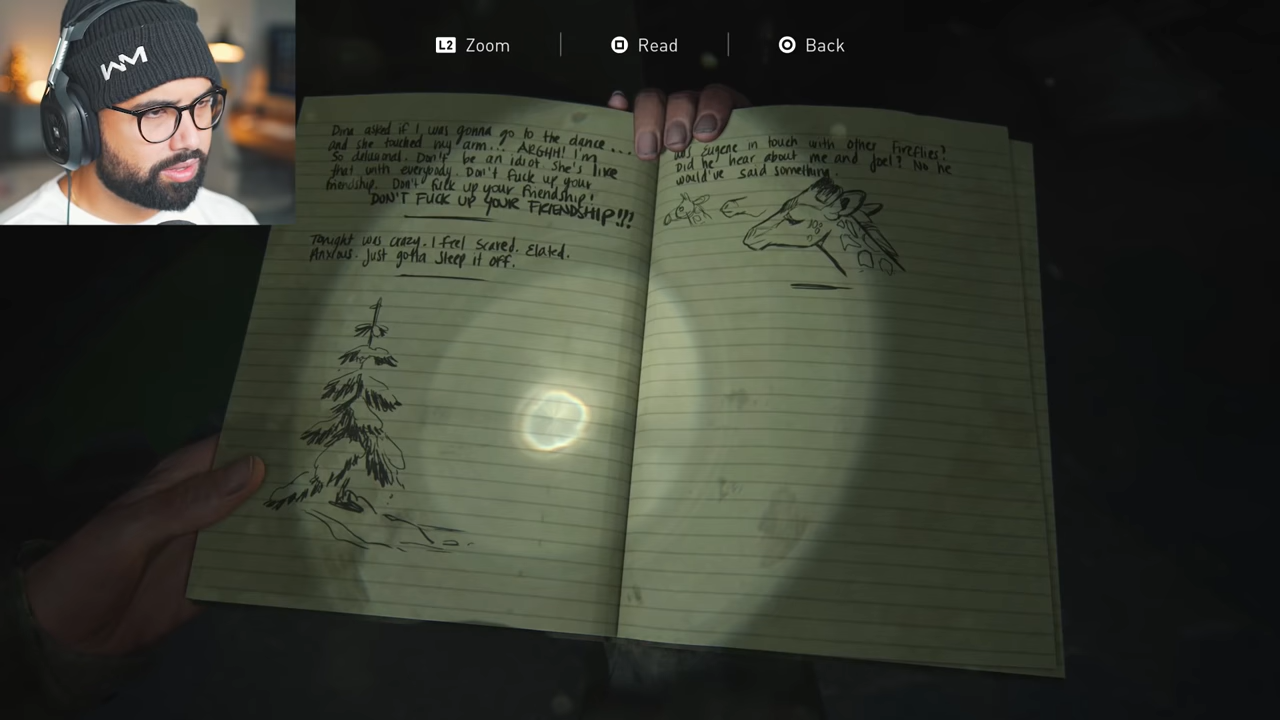 WM
L2 Zoom
Read
Back
Dina asked if I was gonna go to the dance...
and she touched my arm... ARGHH! I'm
so delusional. Don't be an idiot. She's like
that with everybody. Don't fuck up your
friendship. Don't fuck up your friendship!
DON'T FUCK UP YOUR FRIENDSHIP!!!
Tonight was crazy. I feel scared. Elated.
Anxious. Just gotta sleep it off.
Was Eugene in touch with other Fireflies?
Did he hear about me and Joel? No he
would've said something.